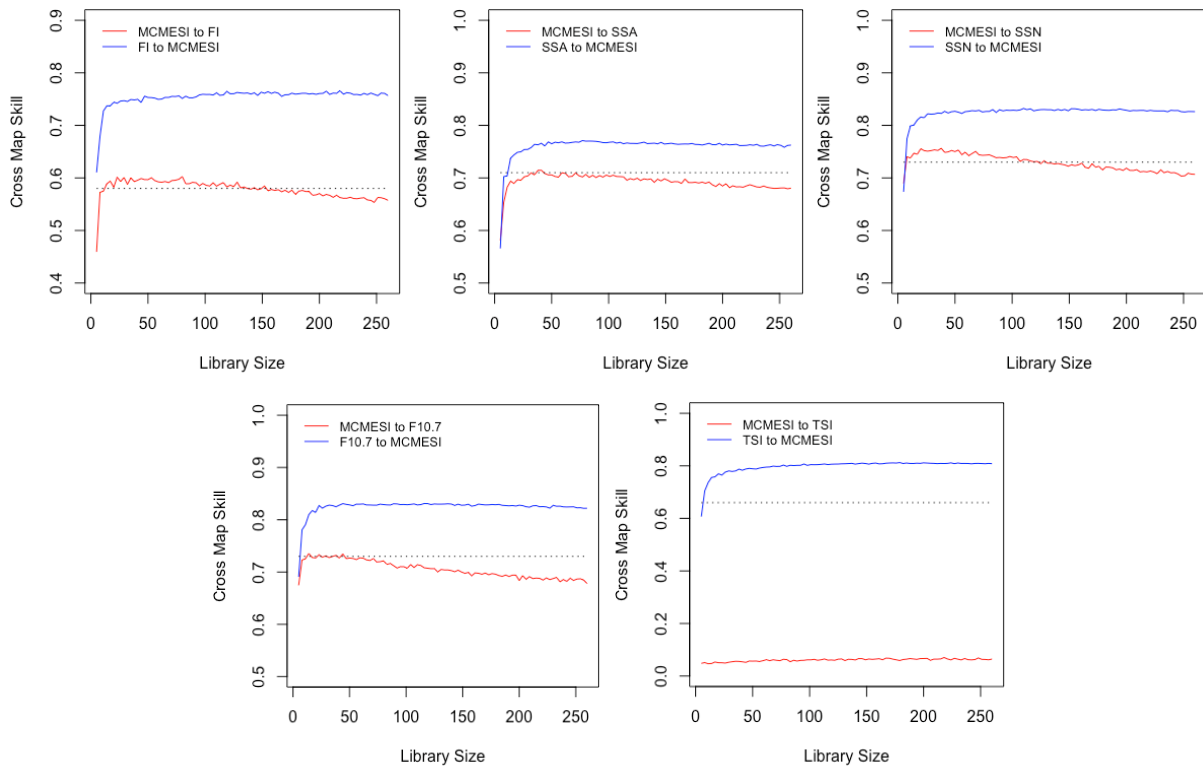 MCMESI to FI
FI to MCMESI
Cross Map Skill
0.9
0.8
0.7
0.6
0.5
0.4
0 50 100 150 200 250
Library Size
MCMESI to SSA
SSA to MCMESI
Cross Map Skill
1.0
0.9
0.8
0.7
0.6
0.5
0 50 100 150 200 250
Library Size
MCMESI to SSN
SSN to MCMESI
Cross Map Skill
1.0
0.9
0.8
0.7
0.6
0.5
0 50 100 150 200 250
Library Size
MCMESI to F10.7
F10.7 to MCMESI
Cross Map Skill
1.0
0.9
0.8
0.7
0.6
0.5
0 50 100 150 200 250
Library Size
MCMESI to TSI
TSI to MCMESI
Cross Map Skill
1.0
0.8
0.6
0.4
0.2
0.0
0 50 100 150 200 250
Library Size